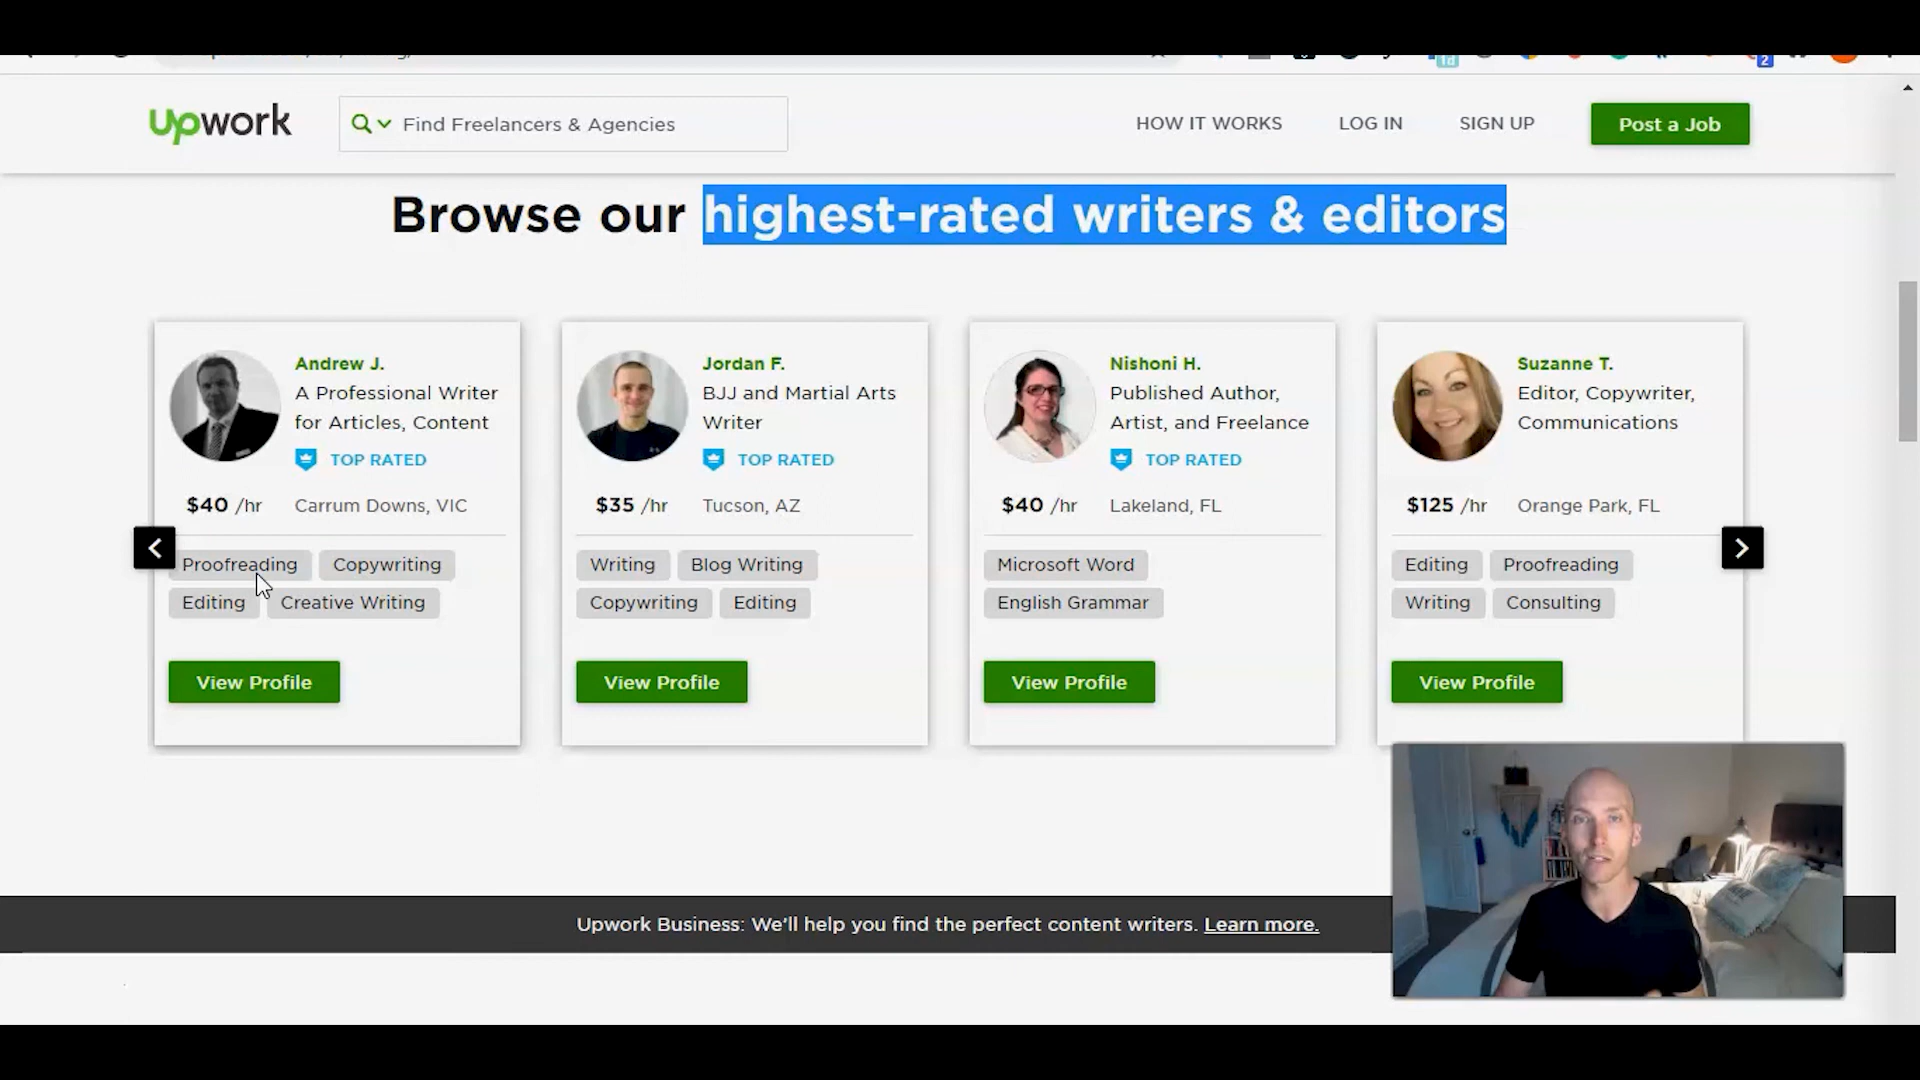 upwork
Find Freelancers & Agencies
HOW IT WORKS
LOG IN
SIGN UP
Post a Job
Browse our highest-rated writers & editors
Andrew J.
A Professional Writer
for Articles, Content
TOP RATED
$40 /hr
Carrum Downs, VIC
Proofreading
Copywriting
Editing
Creative Writing
View Profile
Jordan F.
BJJ and Martial Arts
Writer
TOP RATED
$35 /hr
Tucson, AZ
Writing
Blog Writing
Copywriting
Editing
View Profile
Nishoni H.
Published Author,
Artist, and Freelance
TOP RATED
$40 /hr
Lakeland, FL
Microsoft Word
English Grammar
View Profile
Suzanne T.
Editor, Copywriter,
Communications
$125 /hr
Orange Park, FL
Editing
Proofreading
Writing
Consulting
View Profile
Upwork Business: We'll help you find the perfect content writers. Learn more.